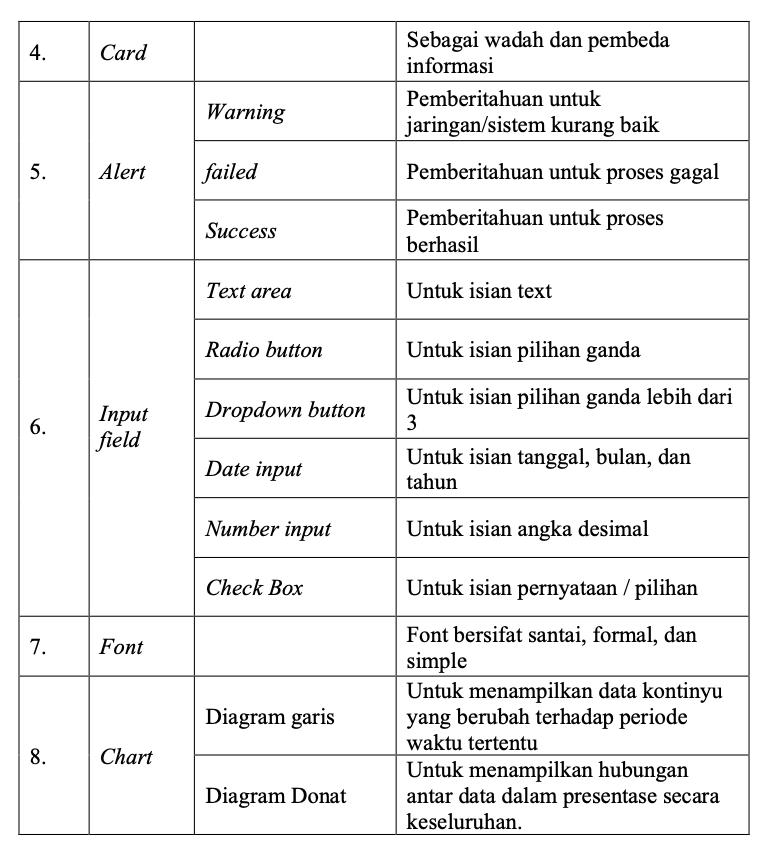 4.
Card
Sebagai wadah dan pembeda
informasi
5.
Alert
Warning
Pemberitahuan untuk
jaringan/sistem kurang baik
failed
Pemberitahuan untuk proses gagal
Success
Pemberitahuan untuk proses
berhasil
6.
Input
field
Text area
Untuk isian text
Radio button
Untuk isian pilihan ganda
Dropdown button
Untuk isian pilihan ganda lebih dari
3
Date input
Untuk isian tanggal, bulan, dan
tahun
Number input
Untuk isian angka desimal
Check Box
Untuk isian pernyataan / pilihan
7.
Font
Font bersifat santai, formal, dan
simple
8.
Chart
Diagram garis
Untuk menampilkan data kontinyu
yang berubah terhadap periode
waktu tertentu
Diagram Donat
Untuk menampilkan hubungan
antar data dalam presentase secara
keseluruhan.